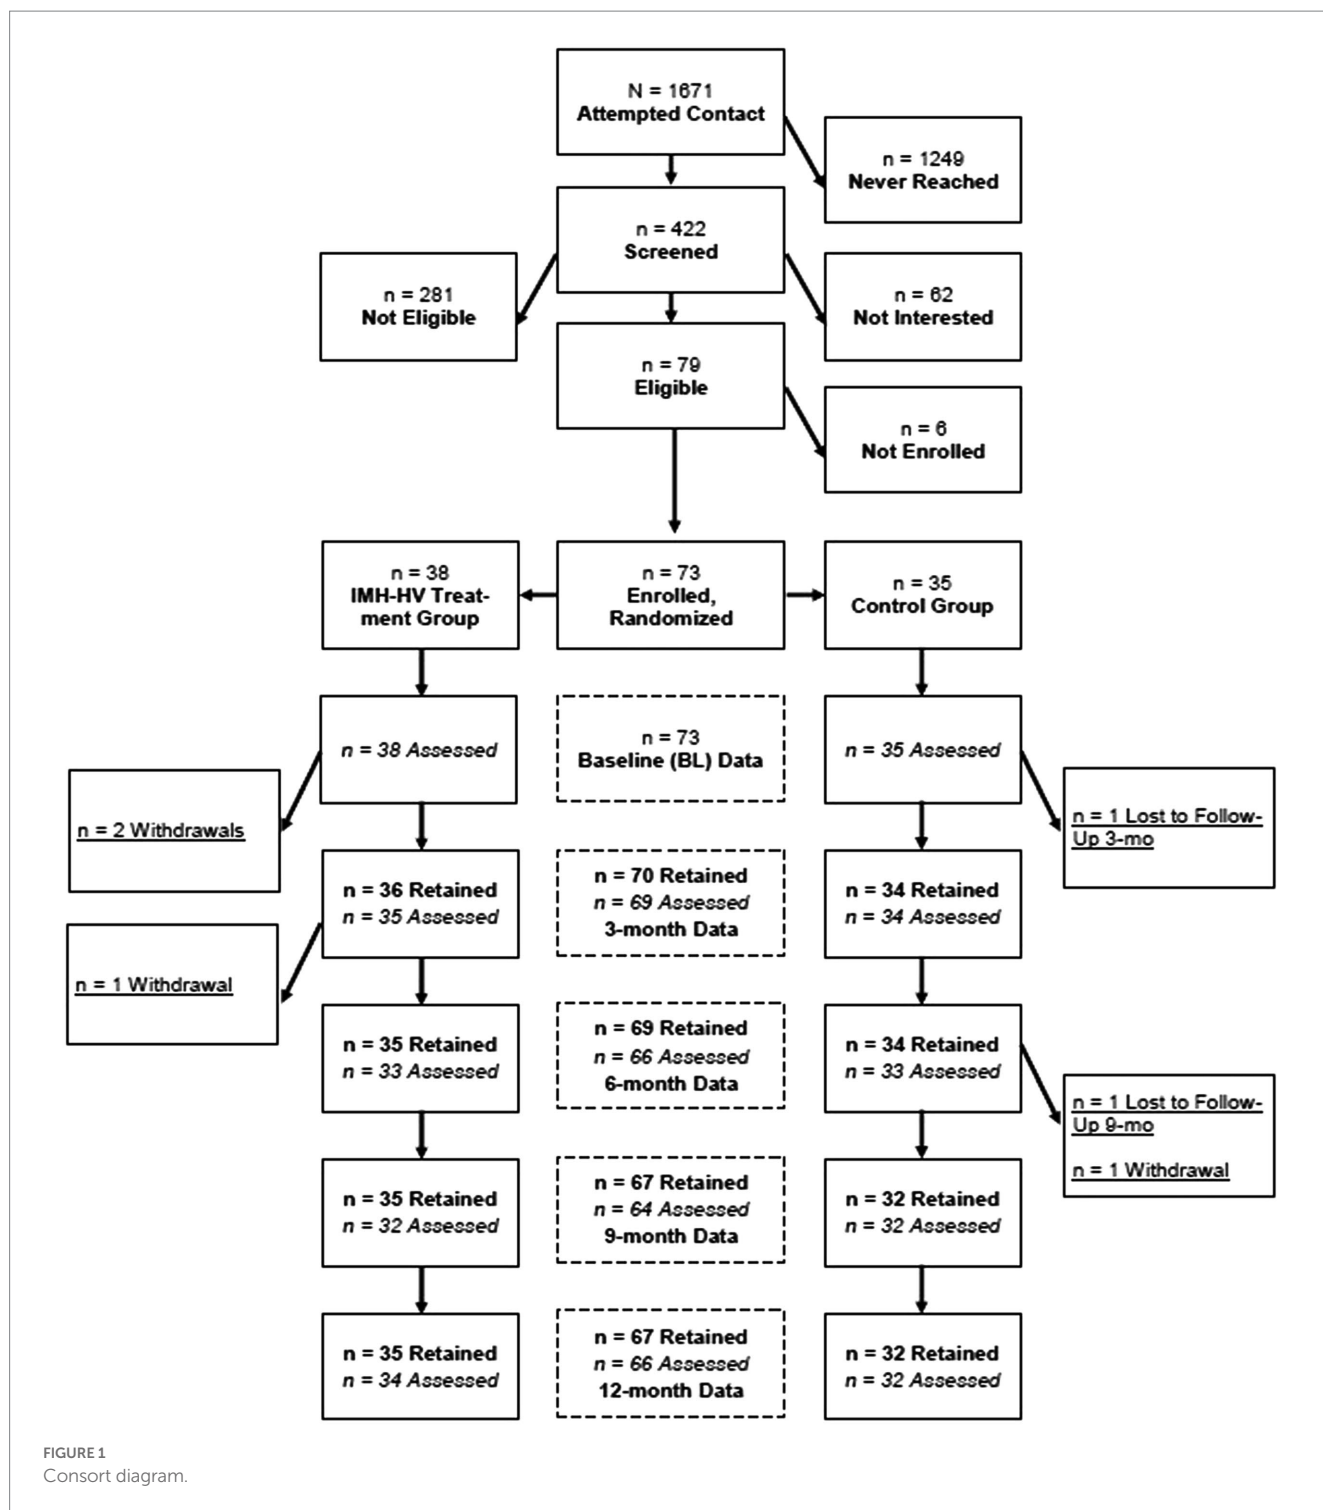 N = 1671
Attempted Contact
n = 1249
Never Reached
n = 422
Screened
n = 281
Not Eligible
n = 62
Not Interested
n = 79
Eligible
n = 6
Not Enrolled
n = 38
IMH-HV Treat-
ment Group
n = 73
Enrolled,
Randomized
n = 35
Control Group
n = 38 Assessed
n = 73
Baseline (BL) Data
n = 35 Assessed
n = 2 Withdrawals
n = 1 Lost to Follow-
Up 3-mo
n = 36 Retained
n = 35 Assessed
n = 70 Retained
n = 69 Assessed
3-month Data
n = 34 Retained
n = 34 Assessed
n = 1 Withdrawal
n = 35 Retained
n = 33 Assessed
n = 69 Retained
n = 66 Assessed
6-month Data
n = 34 Retained
n = 33 Assessed
n = 1 Lost to Follow-
Up 9-mo
n = 1 Withdrawal
n = 35 Retained
n = 32 Assessed
n = 67 Retained
n = 64 Assessed
9-month Data
n = 32 Retained
n = 32 Assessed
n = 35 Retained
n = 34 Assessed
n = 67 Retained
n = 66 Assessed
12-month Data
n = 32 Retained
n = 32 Assessed
FIGURE 1
Consort diagram.